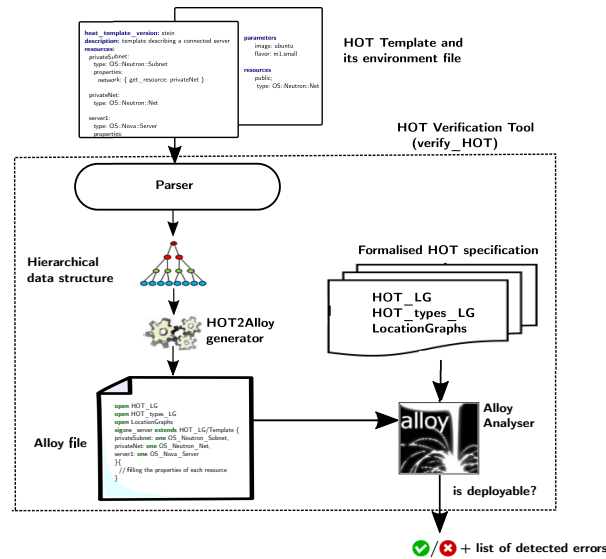 heat_template_version: stein
description: template describing a connected server
resources:
privateSubnet:
type: OS::Neutron::Subnet
properties:
network: { get_resource: privateNet }
privateNet:
type: OS::Neutron::Net
server1:
type: OS::Nova::Server
properties
parameters
image: ubuntu
flavor: m1.small
resources
public;
type: OS::Neutron::Net
HOT Template and
its environment file
HOT Verification Tool
(verify_HOT)
Parser
Hierarchical
data structure
Formalised HOT specification
HOT_LG
HOT_types_LG
LocationGraphs
HOT2Alloy
generator
Alloy file
open HOT_LG
open HOT_types_LG
open LocationGraphs
sigone_server extends HOT_LG/Template {
privateSubnet: one OS_Neutron_Subnet,
privateNet: one OS_Neutron_Net,
server1: one OS_Nova_Server
}{
// filling the properties of each resource
}
alloy
Alloy
Analyser
is deployable?
/ + list of detected errors